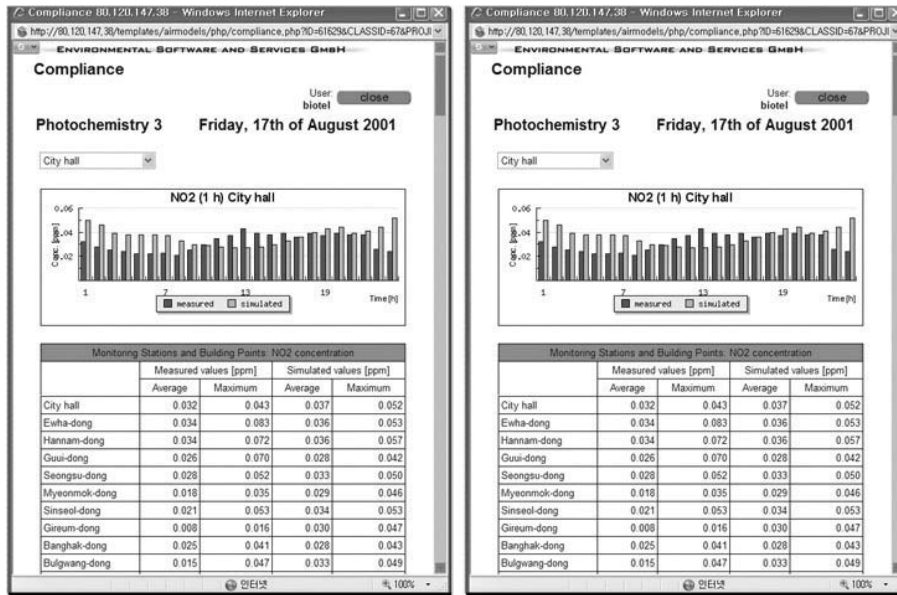 Compliance 80.120.147.38 - Windows Internet Explorer
http://80.120.147.38/templates/airmodels/php/compliance.php?ID=61629&CLASSID=67&PROJI
ENVIRONMENTAL SOFTWARE AND SERVICES GMBH
Compliance
User:
biotel
close
Photochemistry 3 Friday, 17th of August 2001
City hall
NO2 (1 h) City hall
0.06
0.04
0.02
Conc. [ppm]
1 7 13 19 Time[h]
measured simulated
Monitoring Stations and Building Points: NO2 concentration
Measured values [ppm] Simulated values [ppm]
Average Maximum Average Maximum
City hall 0.032 0.043 0.037 0.052
Ewha-dong 0.034 0.083 0.036 0.053
Hannam-dong 0.034 0.072 0.036 0.057
Guui-dong 0.026 0.070 0.028 0.042
Seongsu-dong 0.028 0.052 0.033 0.050
Myeonmok-dong 0.018 0.035 0.029 0.046
Sinseol-dong 0.021 0.053 0.034 0.053
Gireum-dong 0.008 0.016 0.030 0.047
Banghak-dong 0.025 0.041 0.028 0.043
Bulgwang-dong 0.015 0.047 0.033 0.049
인터넷 100%
Compliance 80.120.147.38 - Windows Internet Explorer
http://80.120.147.38/templates/airmodels/php/compliance.php?ID=61629&CLASSID=67&PROJI
ENVIRONMENTAL SOFTWARE AND SERVICES GMBH
Compliance
User:
biotel
close
Photochemistry 3 Friday, 17th of August 2001
City hall
NO2 (1 h) City hall
0.06
0.04
0.02
Conc. [ppm]
1 7 13 19 Time[h]
measured simulated
Monitoring Stations and Building Points: NO2 concentration
Measured values [ppm] Simulated values [ppm]
Average Maximum Average Maximum
City hall 0.032 0.043 0.037 0.052
Ewha-dong 0.034 0.083 0.036 0.053
Hannam-dong 0.034 0.072 0.036 0.057
Guui-dong 0.026 0.070 0.028 0.042
Seongsu-dong 0.028 0.052 0.033 0.050
Myeonmok-dong 0.018 0.035 0.029 0.046
Sinseol-dong 0.021 0.053 0.034 0.053
Gireum-dong 0.008 0.016 0.030 0.047
Banghak-dong 0.025 0.041 0.028 0.043
Bulgwang-dong 0.015 0.047 0.033 0.049
인터넷 100%